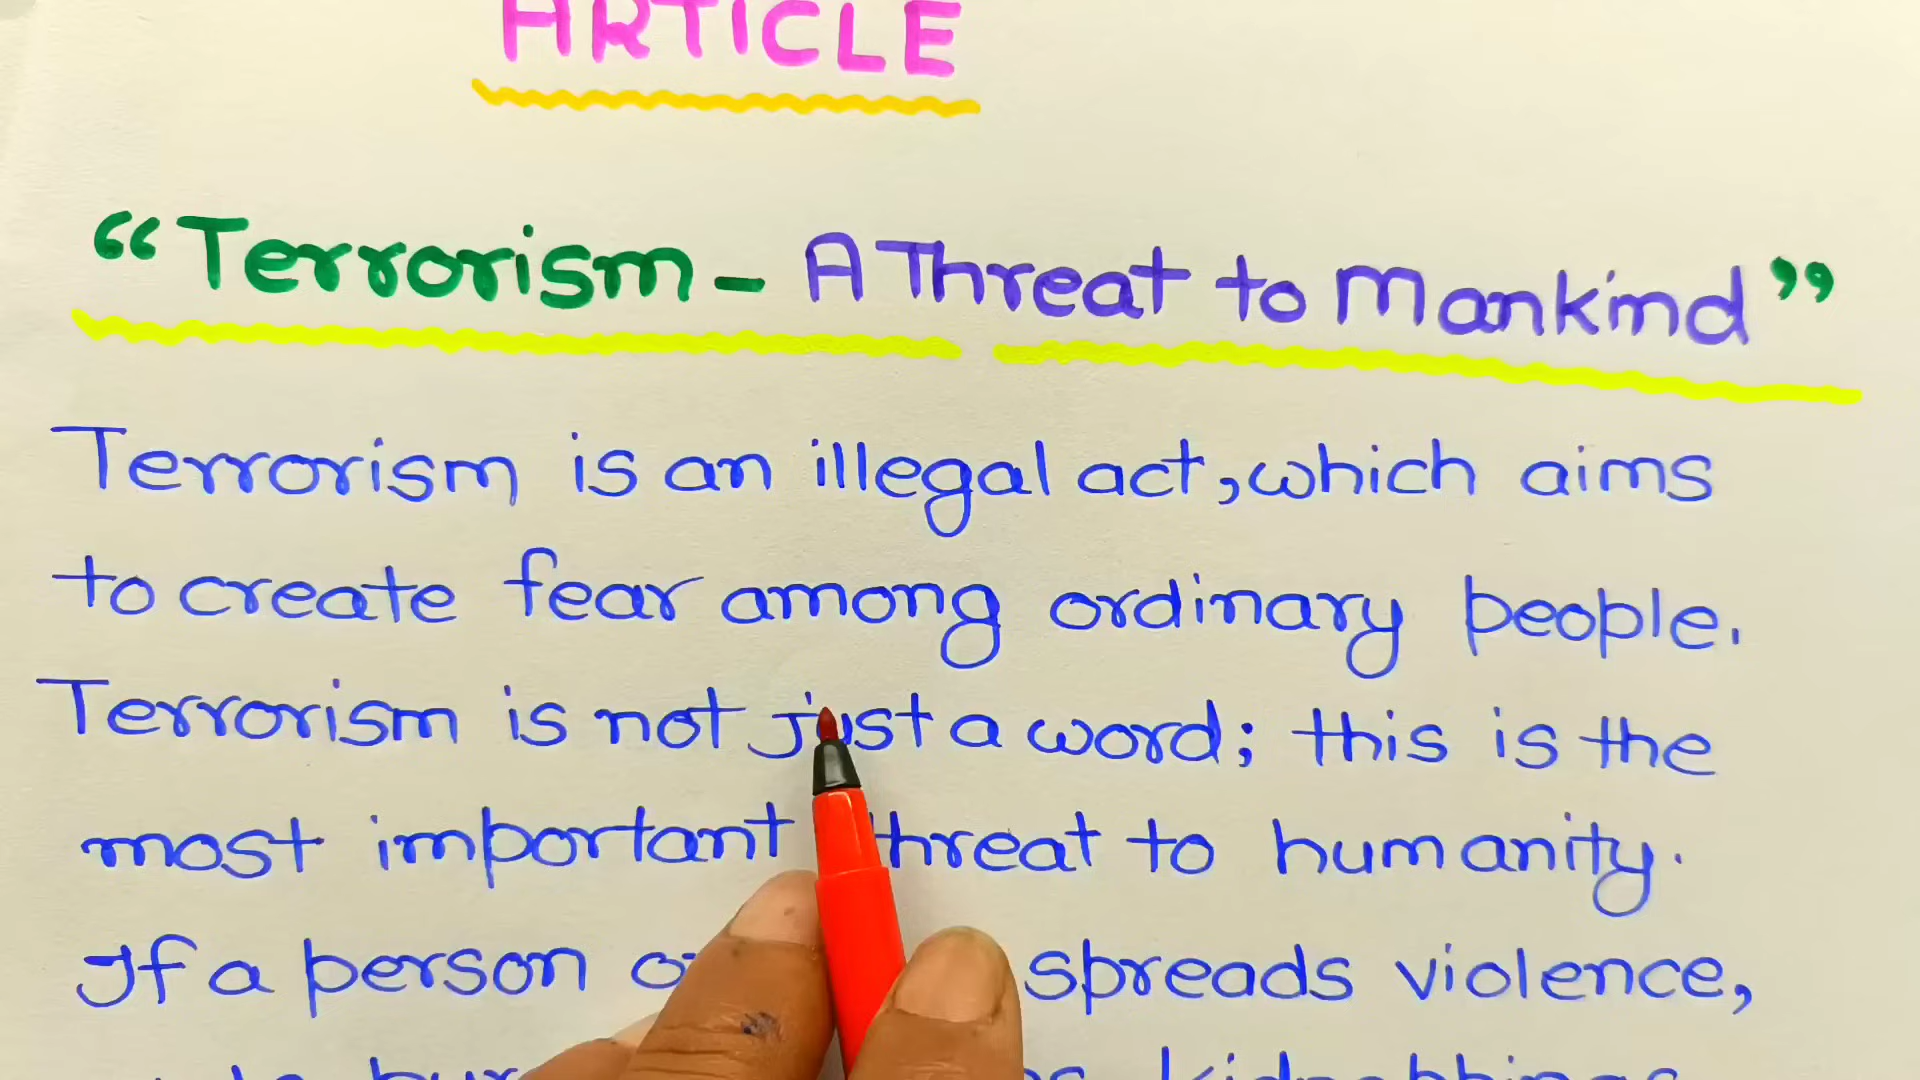 ARTICLE
“Terrorism - A Threat to Mankind”
Terrorism is an illegal act, which aims
to create fear among ordinary people.
Terrorism is not just a word; this is the
most important threat to humanity.
If a person spreads violence,